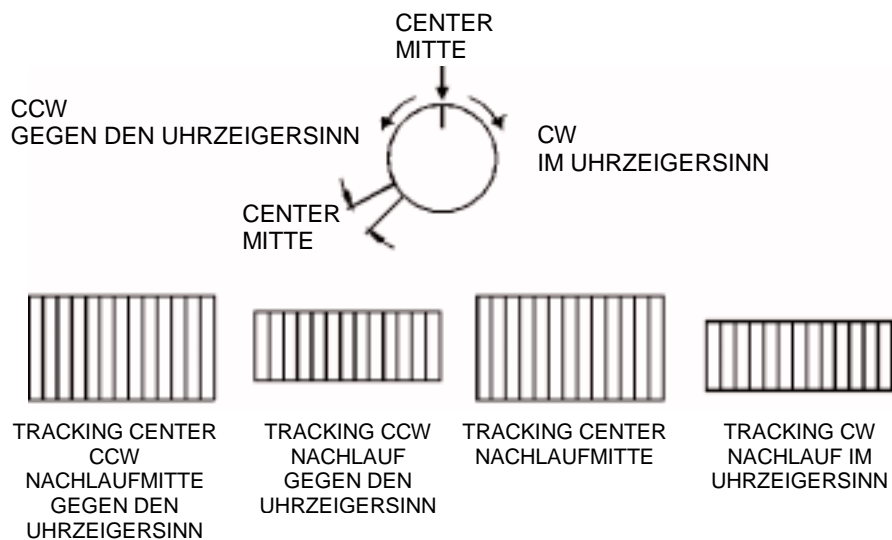 CENTER
MITTE
CCW
GEGEN DEN UHRZEIGERSINN
CW
IM UHRZEIGERSINN
CENTER
MITTE
TRACKING CENTER
CCW
NACHLAUFMITTE
GEGEN DEN
UHRZEIGERSINN
TRACKING CCW
NACHLAUF
GEGEN DEN
UHRZEIGERSINN
TRACKING CENTER
NACHLAUFMITTE
TRACKING CW
NACHLAUF IM
UHRZEIGERSINN